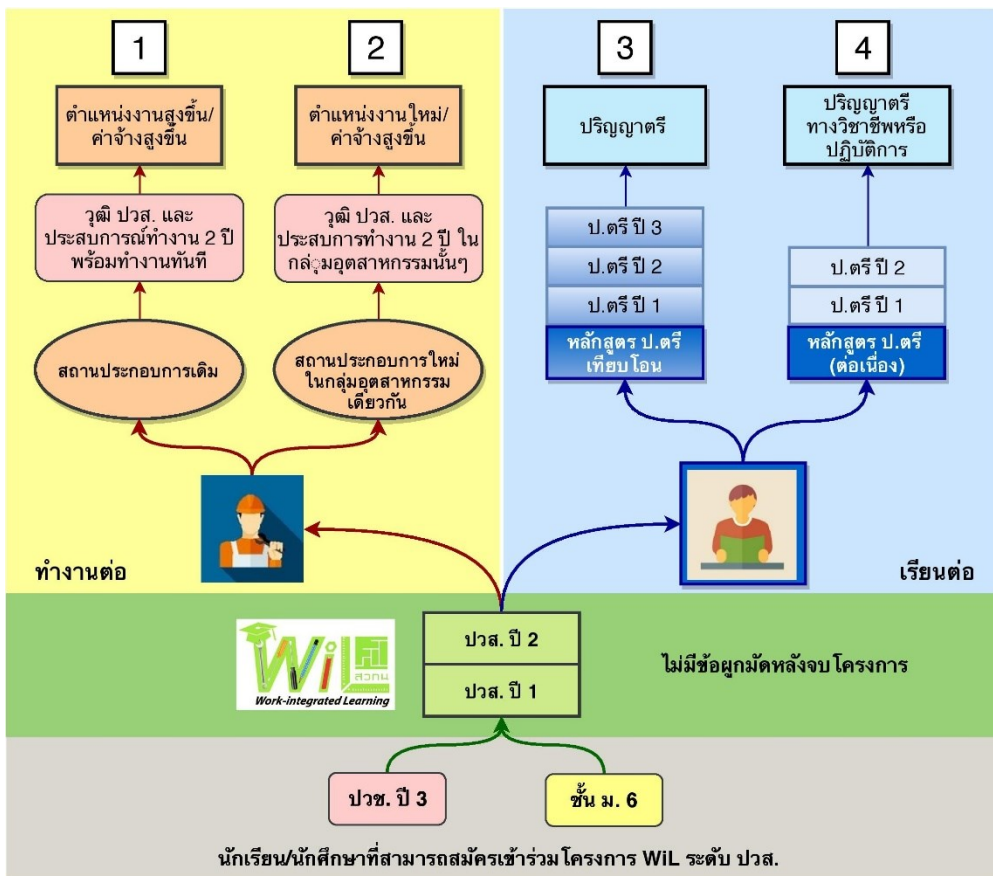 1
2
3
4
ตำแหน่งงานสูงขึ้น/
ค่าจ้างสูงขึ้น
ตำแหน่งงานใหม่/
ค่าจ้างสูงขึ้น
ปริญญาตรี
ปริญญาตรี
ทางวิชาชีพหรือ
ปฏิบัติการ
วุฒิ ปวส. และ
ประสบการณ์ทำงาน 2 ปี
พร้อมทำงานทันที
วุฒิ ปวส. และ
ประสบการทำงาน 2 ปี ใน
กลุ่มอุตสาหกรรมนั้นๆ
ป.ตรี ปี 3
ป.ตรี ปี 2
ป.ตรี ปี 1
หลักสูตร ป.ตรี
เทียบโอน
ป.ตรี ปี 2
ป.ตรี ปี 1
หลักสูตร ป.ตรี
(ต่อเนื่อง)
สถานประกอบการเดิม
สถานประกอบการใหม่
ในกลุ่มอุตสาหกรรม
เดียวกัน
ทำงานต่อ
เรียนต่อ
WiL
สวทน
Work-integrated Learning
ปวส. ปี 2
ปวส. ปี 1
ไม่มีข้อผูกมัดหลังจบโครงการ
ปวช. ปี 3
ชั้น ม. 6
นักเรียน/นักศึกษาที่สามารถสมัครเข้าร่วมโครงการ WiL ระดับ ปวส.